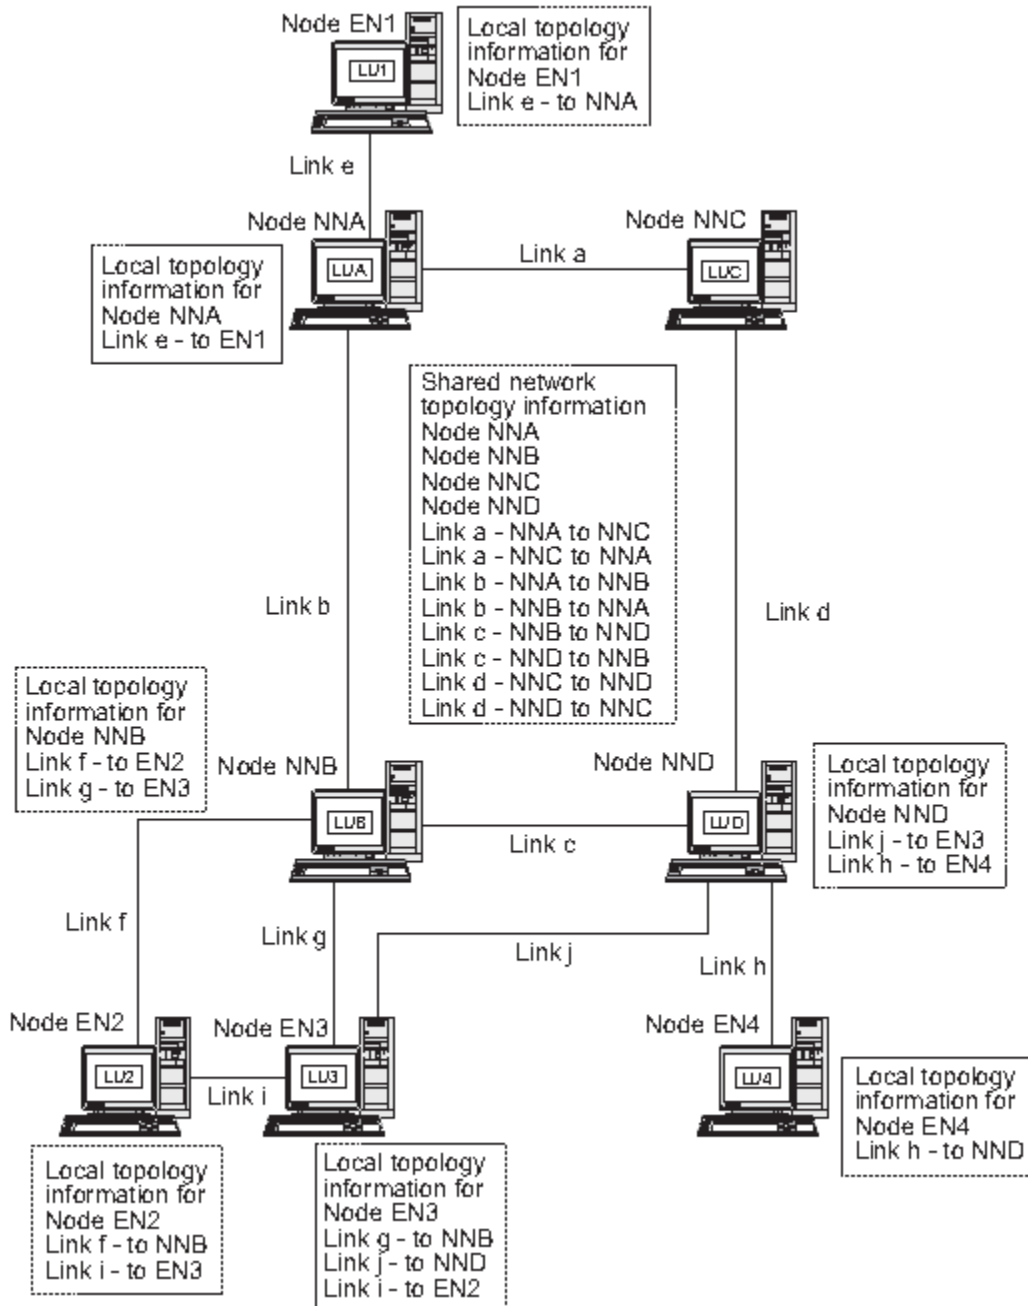 Node EN1
LU1
Local topology
information for
Node EN1
Link e - to NNA
Link e
Node NNA
LUA
Node NNC
LUC
Link a
Local topology
information for
Node NNA
Link e - to EN1
Shared network
topology information
Node NNA
Node NNB
Node NNC
Node NND
Link a - NNA to NNC
Link a - NNC to NNA
Link b - NNA to NNB
Link b - NNB to NNA
Link c - NNB to NND
Link c - NND to NNB
Link d - NNC to NND
Link d - NND to NNC
Link b
Link d
Local topology
information for
Node NNB
Link f - to EN2
Link g - to EN3
Node NNB
LUB
Node NND
LUD
Link c
Local topology
information for
Node NND
Link j - to EN3
Link h - to EN4
Link f
Link g
Link j
Link h
Node EN2
LU2
Node EN3
LU3
Link i
Node EN4
LU4
Local topology
information for
Node EN4
Link h - to NND
Local topology
information for
Node EN2
Link f - to NNB
Link i - to EN3
Local topology
information for
Node EN3
Link g - to NNB
Link j - to NND
Link i - to EN2